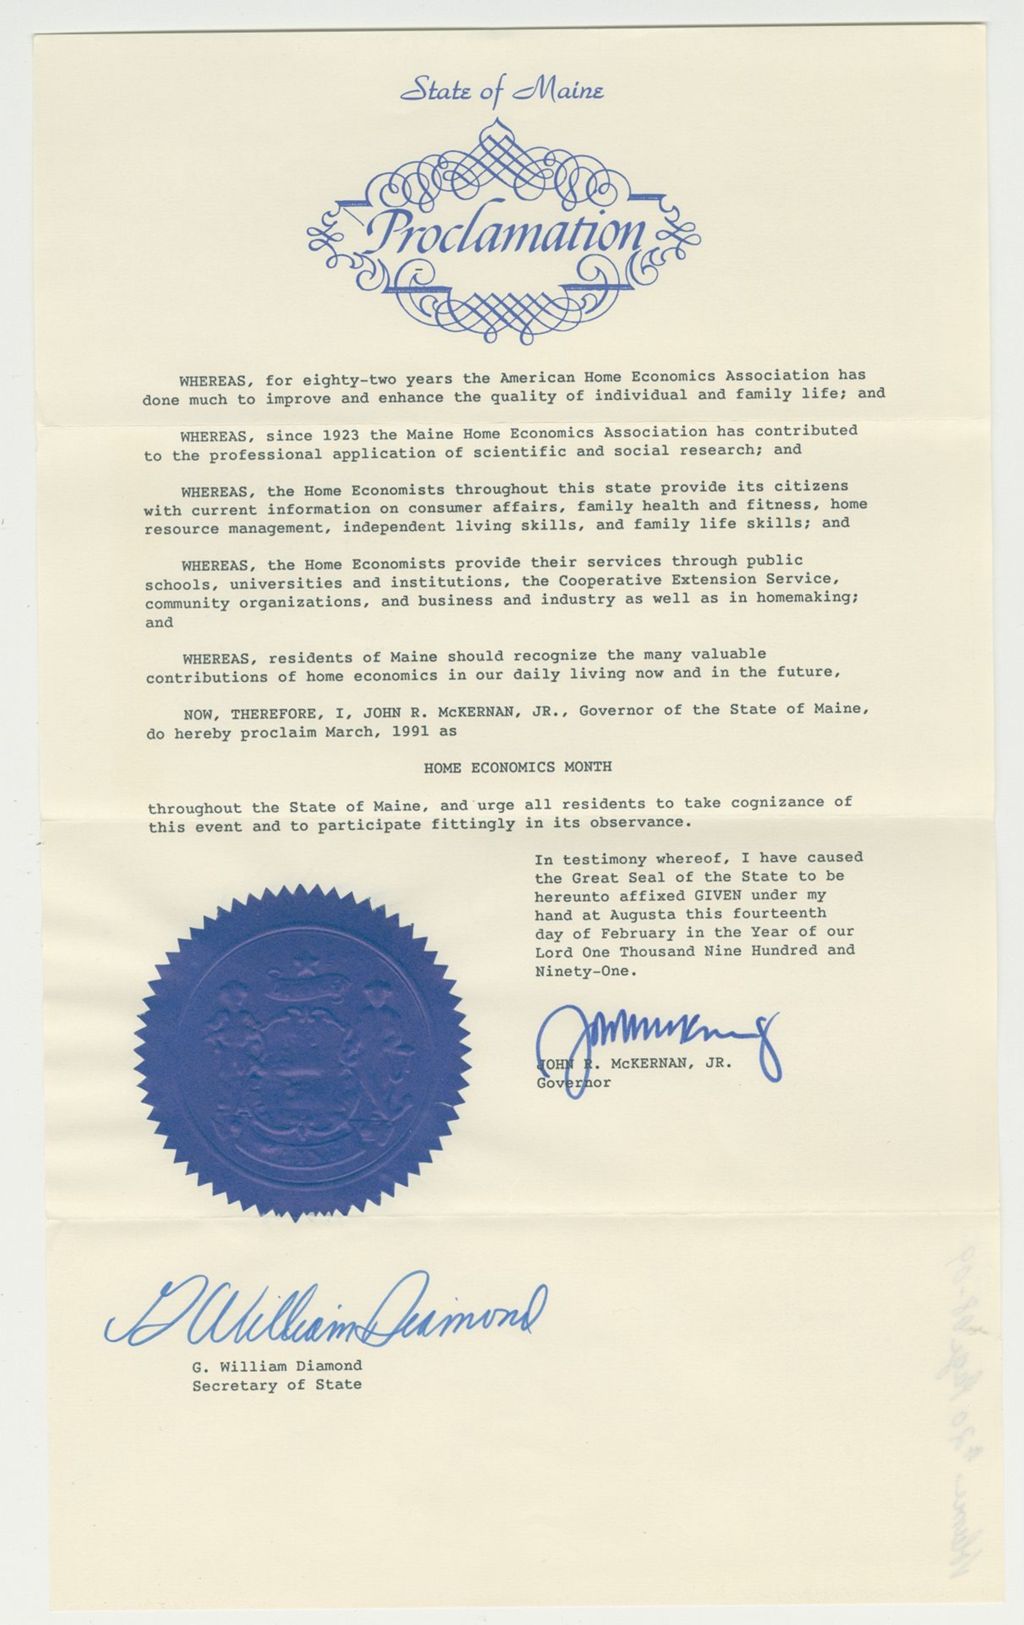 State of Maine
Proclamation
WHEREAS, for eighty-two years the American Home Economics Association has
done much to improve and enhance the quality of individual and family life; and
WHEREAS, since 1923 the Maine Home Economics Association has contributed
to the professional application of scientific and social research; and
WHEREAS, the Home Economists throughout this state provide its citizens
with current information on consumer affairs, family health and fitness, home
resource management, independent living skills, and family life skills; and
WHEREAS, the Home Economists provide their services through public
schools, universities and institutions, the Cooperative Extension Service,
community organizations, and business and industry as well as in homemaking;
and
WHEREAS, residents of Maine should recognize the many valuable
contributions of home economics in our daily living now and in the future,
NOW, THEREFORE, I, JOHN R. McKERNAN, JR., Governor of the State of Maine,
do hereby proclaim March, 1991 as
HOME ECONOMICS MONTH
throughout the State of Maine, and urge all residents to take cognizance of
this event and to participate fittingly in its observance.
In testimony whereof, I have caused
the Great Seal of the State to be
hereunto affixed GIVEN under my
hand at Augusta this fourteenth
day of February in the Year of our
Lord One Thousand Nine Hundred and
Ninety-One.
JOHN R. McKERNAN, JR.
Governor
G William Diamond
G. William Diamond
Secretary of State